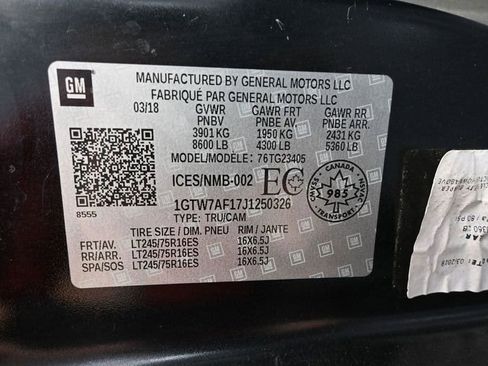 GM
MANUFACTURED BY GENERAL MOTORS LLC
FABRIQUÉ PAR GENERAL MOTORS LLC
03/18 GVWR GAWR FRT GAWR RR
PNBV PNBE AV. PNBE ARR.
3901 KG 1950 KG 2431 KG
8600 LB 4300 LB 5360 LB
MODEL/MODELE: 76TG23405
ICES/NMB-002 EC
CANADA
985
CMVSS
NSVAC
1GTW7AF17J1250326
TYPE: TRU/CAM
8555
TIRE SIZE / DIM. PNEU RIM / JANTE
FRT/AV. LT245/75R16ES 16X6.5J
RR/ARR. LT245/75R16ES 16X6.5J
SPA/SOS LT245/75R16ES 16X6.5J